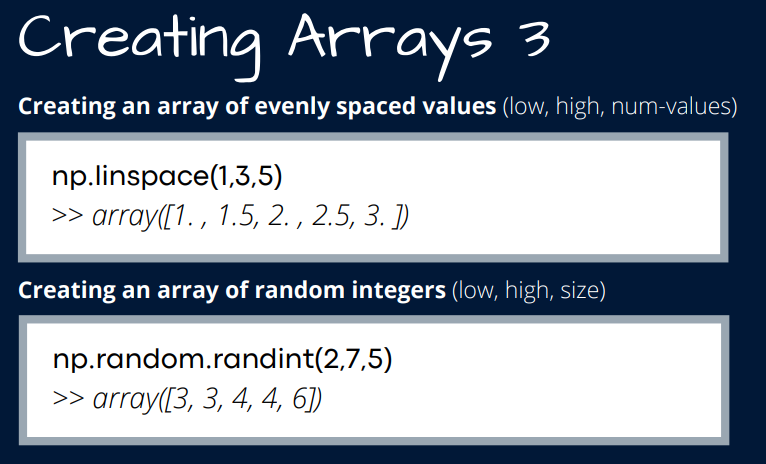 Creating Arrays 3
Creating an array of evenly spaced values (low, high, num-values)
np.linspace(1,3,5)
>> array([1. , 1.5, 2. , 2.5, 3. ])
Creating an array of random integers (low, high, size)
np.random.randint(2,7,5)
>> array([3, 3, 4, 4, 6])